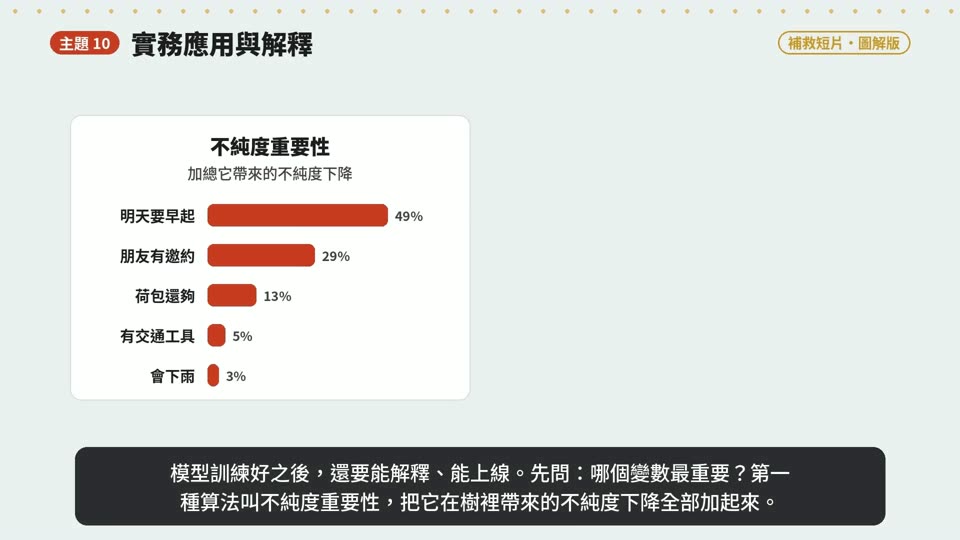 主題 10 實務應用與解釋
補救短片・圖解版
不純度重要性
加總它帶來的不純度下降
明天要早起 49%
朋友有邀約 29%
荷包還夠 13%
有交通工具 5%
會下雨 3%
模型訓練好之後，還要能解釋、能上線。先問：哪個變數最重要？第一
種算法叫不純度重要性，把它在樹裡帶來的不純度下降全部加起來。